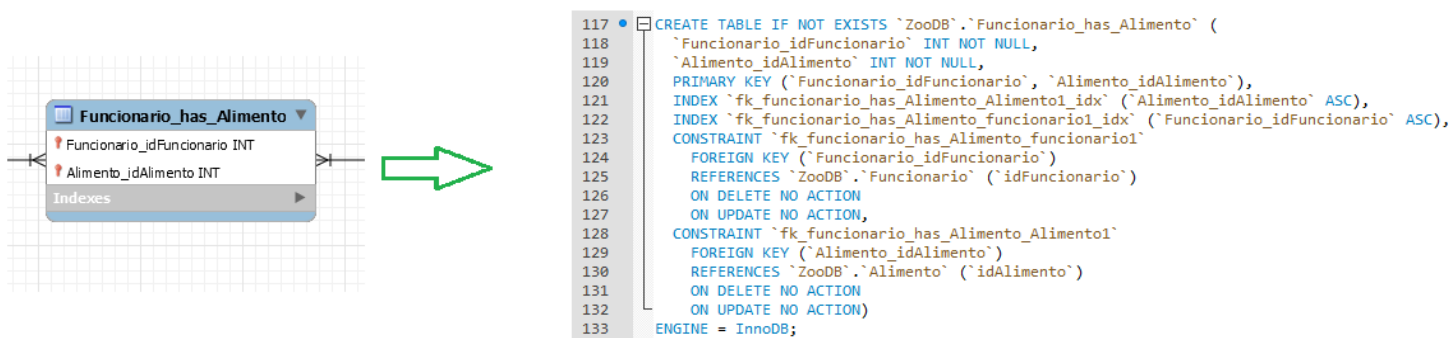 Funcionario_has_Alimento
Funcionario_idFuncionario INT
Alimento_idAlimento INT
Indexes
117 CREATE TABLE IF NOT EXISTS `ZooDB`.`Funcionario_has_Alimento` (
118 `Funcionario_idFuncionario` INT NOT NULL,
119 `Alimento_idAlimento` INT NOT NULL,
120 PRIMARY KEY (`Funcionario_idFuncionario`, `Alimento_idAlimento`),
121 INDEX `fk_funcionario_has_Alimento_Alimento1_idx` (`Alimento_idAlimento` ASC),
122 INDEX `fk_funcionario_has_Alimento_funcionario1_idx` (`Funcionario_idFuncionario` ASC),
123 CONSTRAINT `fk_funcionario_has_Alimento_funcionario1`
124 FOREIGN KEY (`Funcionario_idFuncionario`)
125 REFERENCES `ZooDB`.`Funcionario` (`idFuncionario`)
126 ON DELETE NO ACTION
127 ON UPDATE NO ACTION,
128 CONSTRAINT `fk_funcionario_has_Alimento_Alimento1`
129 FOREIGN KEY (`Alimento_idAlimento`)
130 REFERENCES `ZooDB`.`Alimento` (`idAlimento`)
131 ON DELETE NO ACTION
132 ON UPDATE NO ACTION)
133 ENGINE = InnoDB;